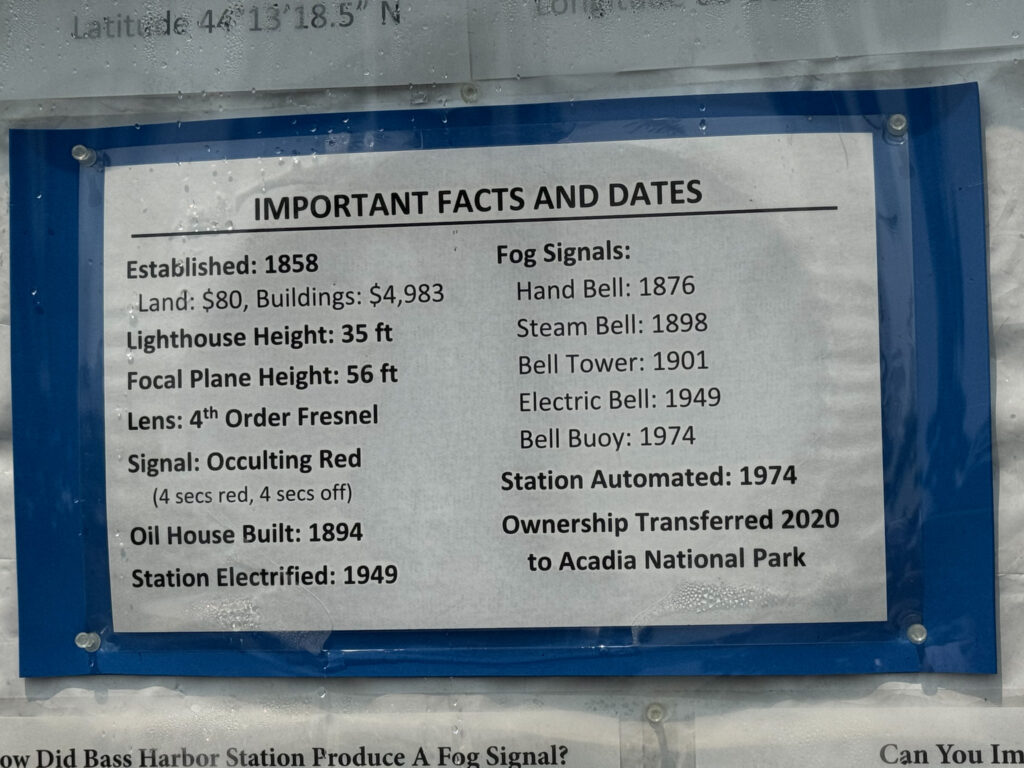 Latitude 44°13'18.5" N
Longitude
IMPORTANT FACTS AND DATES
Established: 1858
Land: $80, Buildings: $4,983
Lighthouse Height: 35 ft
Focal Plane Height: 56 ft
Lens: 4th Order Fresnel
Signal: Occulting Red
(4 secs red, 4 secs off)
Oil House Built: 1894
Station Electrified: 1949
Fog Signals:
Hand Bell: 1876
Steam Bell: 1898
Bell Tower: 1901
Electric Bell: 1949
Bell Buoy: 1974
Station Automated: 1974
Ownership Transferred 2020
to Acadia National Park
ow Did Bass Harbor Station Produce A Fog Signal?
Can You Im